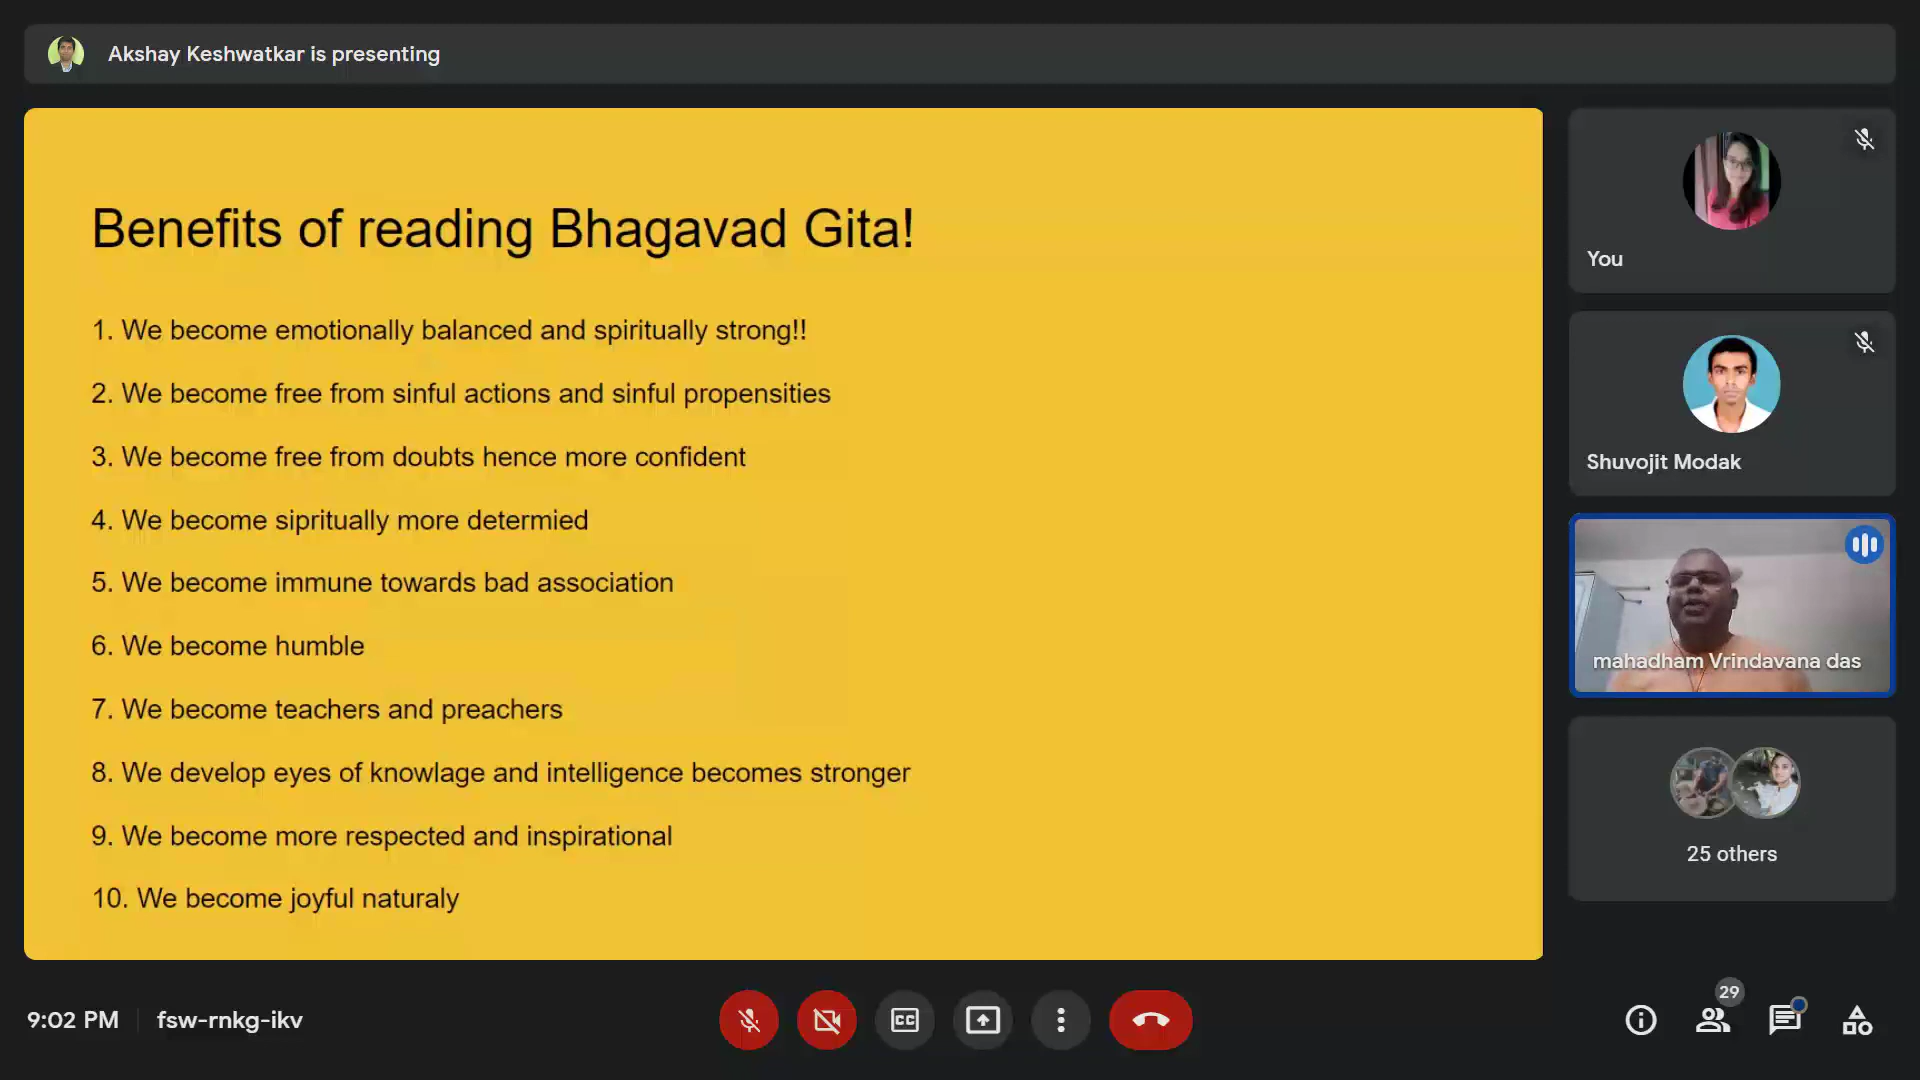 Akshay Keshwatkar is presenting
Benefits of reading Bhagavad Gita!
1. We become emotionally balanced and spiritually strong!!
2. We become free from sinful actions and sinful propensities
3. We become free from doubts hence more confident
4. We become sipritually more determied
5. We become immune towards bad association
6. We become humble
7. We become teachers and preachers
8. We develop eyes of knowlage and intelligence becomes stronger
9. We become more respected and inspirational
10. We become joyful naturaly
You
Shuvojit Modak
mahadham Vrindavana das
25 others
9:02 PM
fsw-rnkg-ikv
CC
29